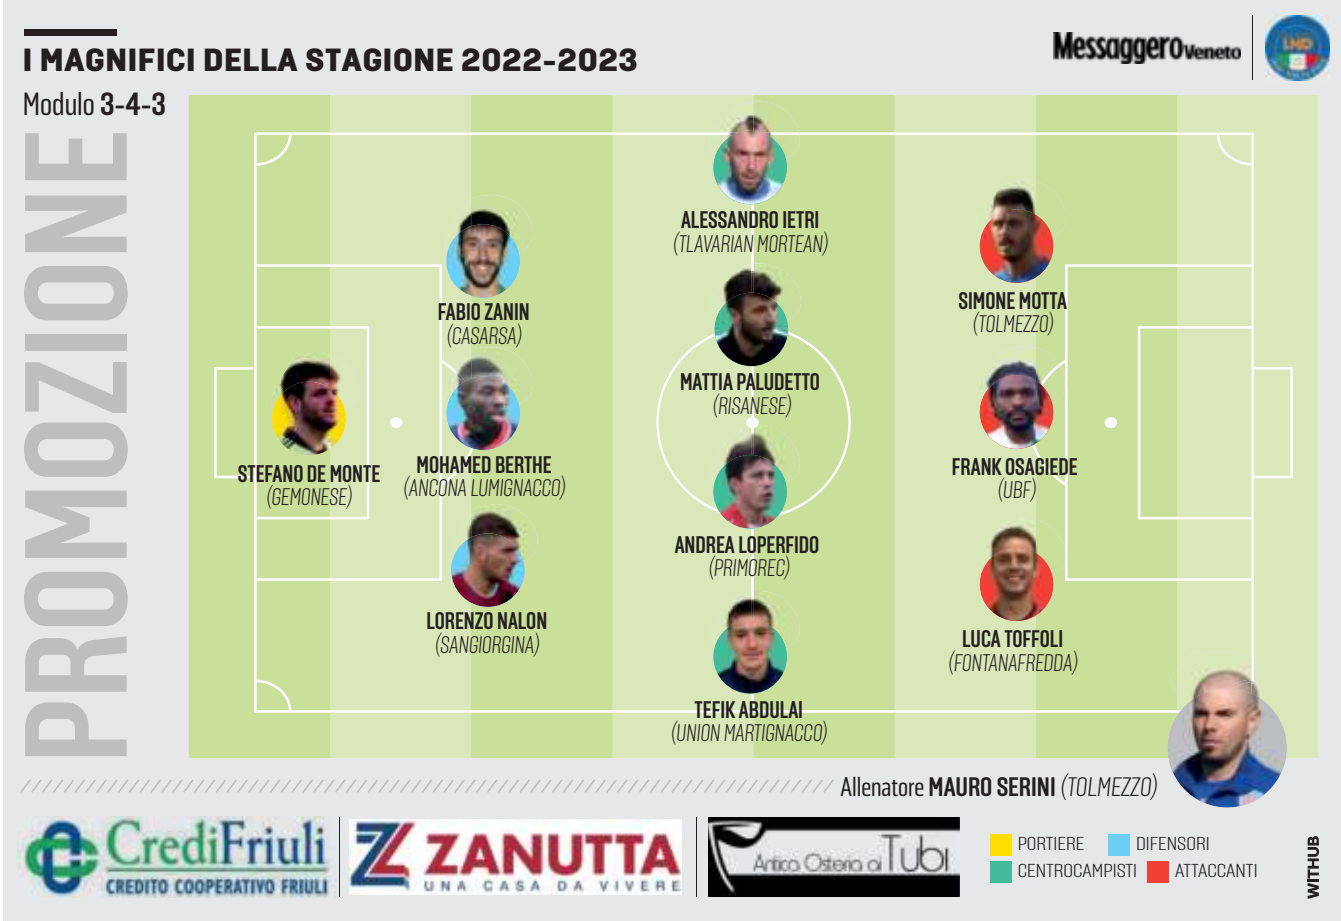 I MAGNIFICI DELLA STAGIONE 2022-2023
MessaggeroVeneto
LND
Modulo 3-4-3
PROMOZIONE
ALESSANDRO IETRI
(TLAVARIAN MORTEAN)
FABIO ZANIN
(CASARSA)
SIMONE MOTTA
(TOLMEZZO)
MATTIA PALUDETTO
(RISANESE)
STEFANO DE MONTE
(GEMONESE)
MOHAMED BERTHE
(ANCONA LUMIGNACCO)
FRANK OSAGIEDE
(UBF)
ANDREA LOPERFIDO
(PRIMOREC)
LORENZO NALON
(SANGIORGINA)
LUCA TOFFOLI
(FONTANAFREDDA)
TEFIK ABDULAI
(UNION MARTIGNACCO)
Allenatore MAURO SERINI (TOLMEZZO)
CrediFriuli
CREDITO COOPERATIVO FRIULI
ZANUTTA
UNA CASA DA VIVERE
Antica Osteria ai Tubi
PORTIERE
DIFENSORI
CENTROCAMPISTI
ATTACCANTI
WITHUB